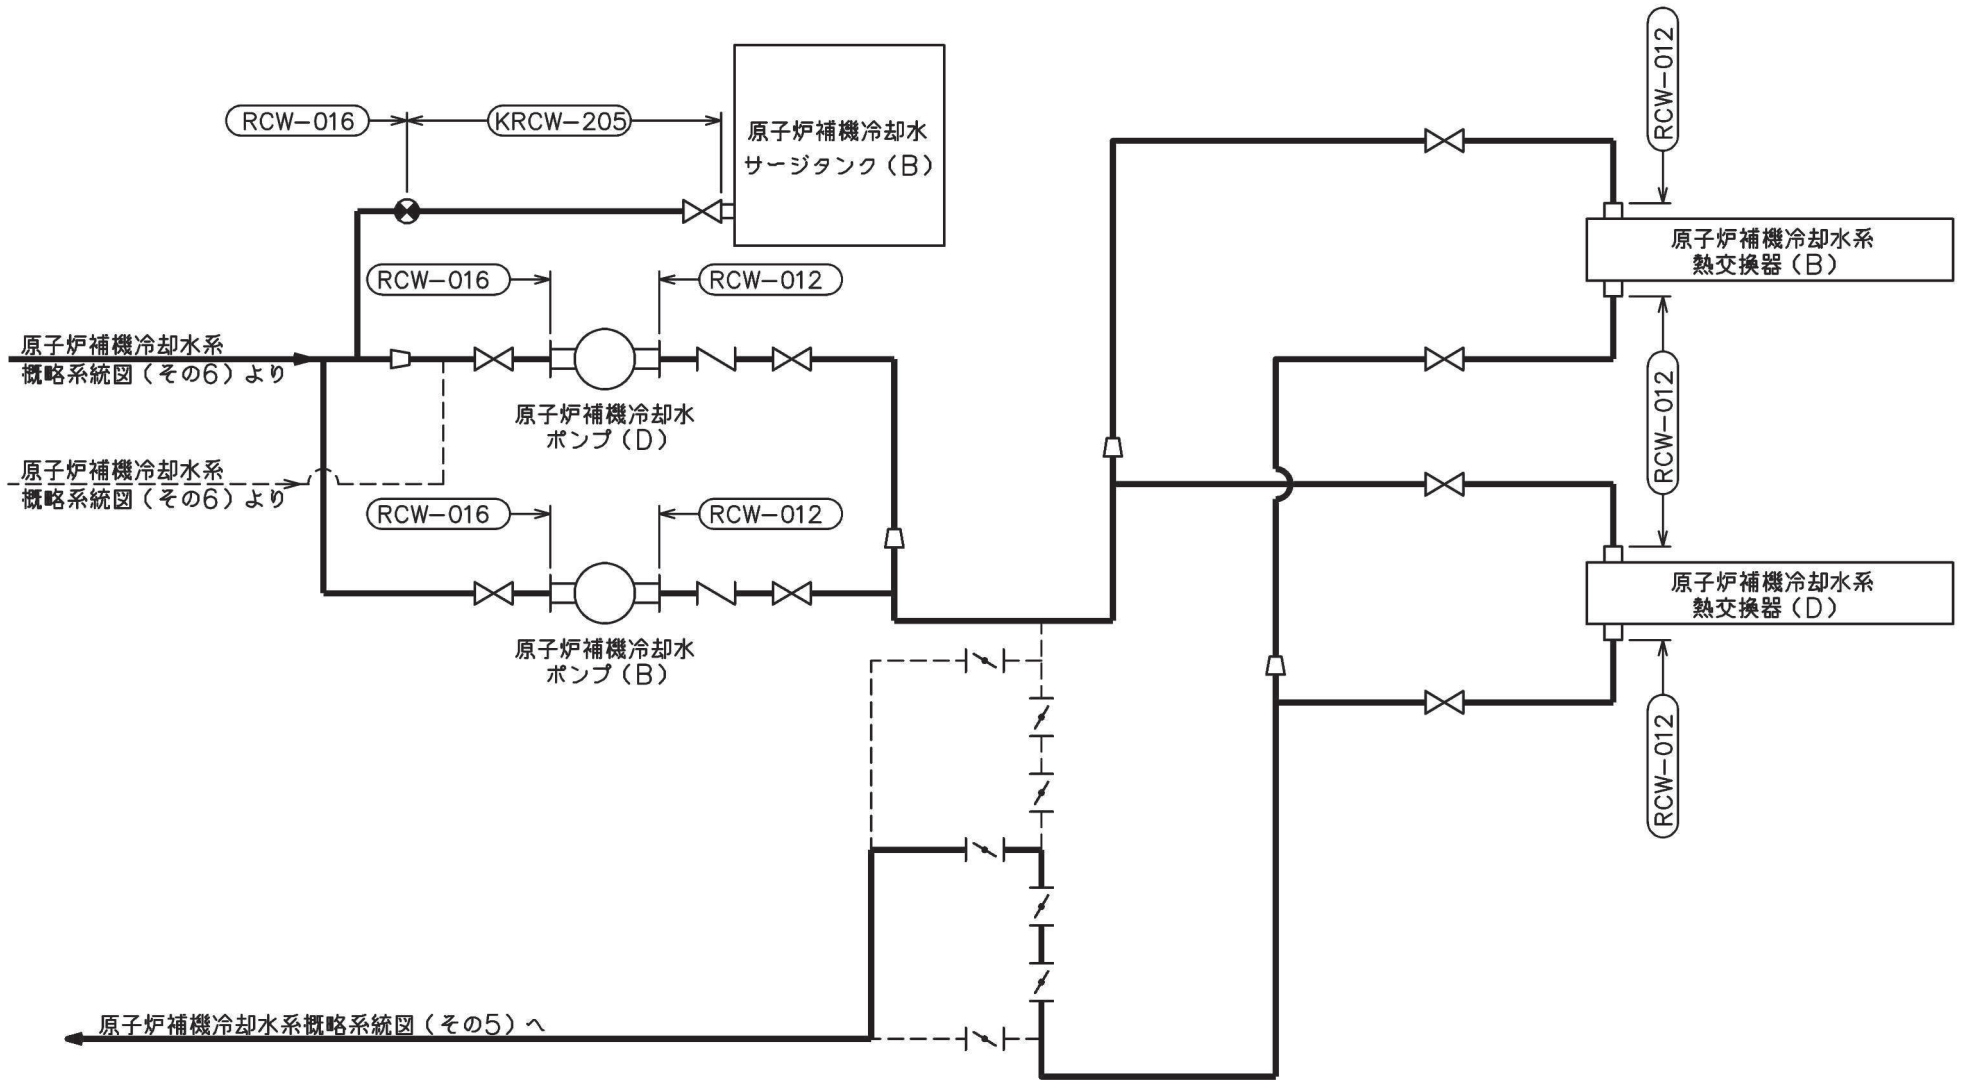 RCW-012
RCW-016
KRCW-205
原子炉補機冷却水
サージタンク(B)
原子炉補機冷却水系
熱交換器(B)
RCW-016
RCW-012
原子炉補機冷却水系
概略系統図(その6)より
原子炉補機冷却水
ポンプ(D)
RCW-012
原子炉補機冷却水系
概略系統図(その6)より
RCW-016
RCW-012
原子炉補機冷却水系
熱交換器(D)
原子炉補機冷却水
ポンプ(B)
RCW-012
原子炉補機冷却水系概略系統図(その5)へ